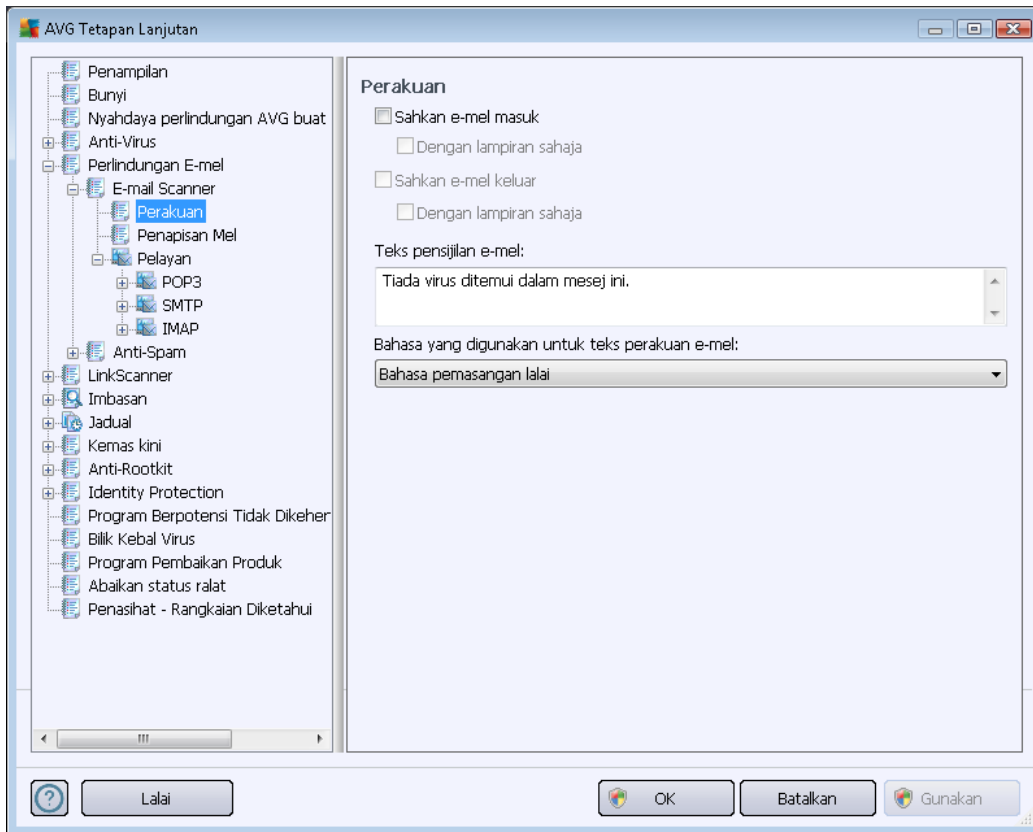 AVG Tetapan Lanjutan
Penampilan
Bunyi
Nyahdaya perlindungan AVG buat
Anti-Virus
Perlindungan E-mel
E-mail Scanner
Perakuan
Penapisan Mel
Pelayan
POP3
SMTP
IMAP
Anti-Spam
LinkScanner
Imbasan
Jadual
Kemas kini
Anti-Rootkit
Identity Protection
Program Berpotensi Tidak Dikeher
Bilik Kebal Virus
Program Pembaikan Produk
Abaikan status ralat
Penasihat - Rangkaian Diketahui
Perakuan
Sahkan e-mel masuk
Dengan lampiran sahaja
Sahkan e-mel keluar
Dengan lampiran sahaja
Teks pensijilan e-mel:
Tiada virus ditemui dalam mesej ini.
Bahasa yang digunakan untuk teks perakuan e-mel:
Bahasa pemasangan lalai
Lalai
OK
Batalkan
Gunakan